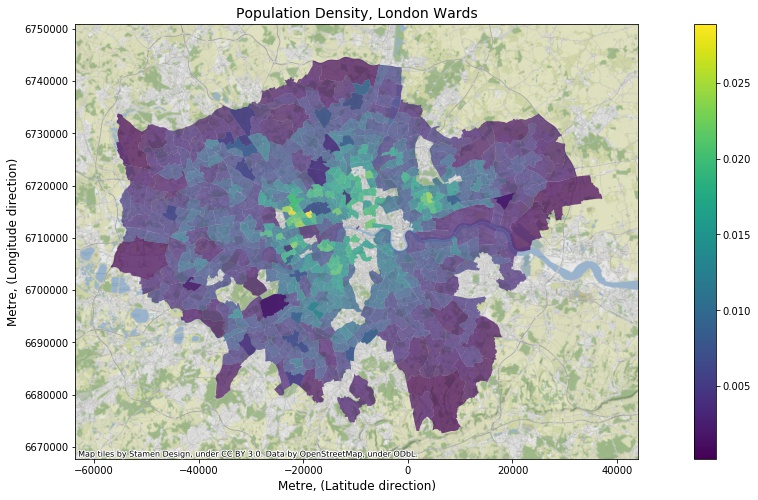 Population Density, London Wards
6750000
6740000
6730000
6720000
6710000
6700000
6690000
6680000
6670000
Metre, (Longitude direction)
Map tiles by Stamen Design, under CC BY 3.0. Data by OpenStreetMap, under ODbL.
−60000 −40000 −20000 0 20000 40000
Metre, (Latitude direction)
0.025
0.020
0.015
0.010
0.005